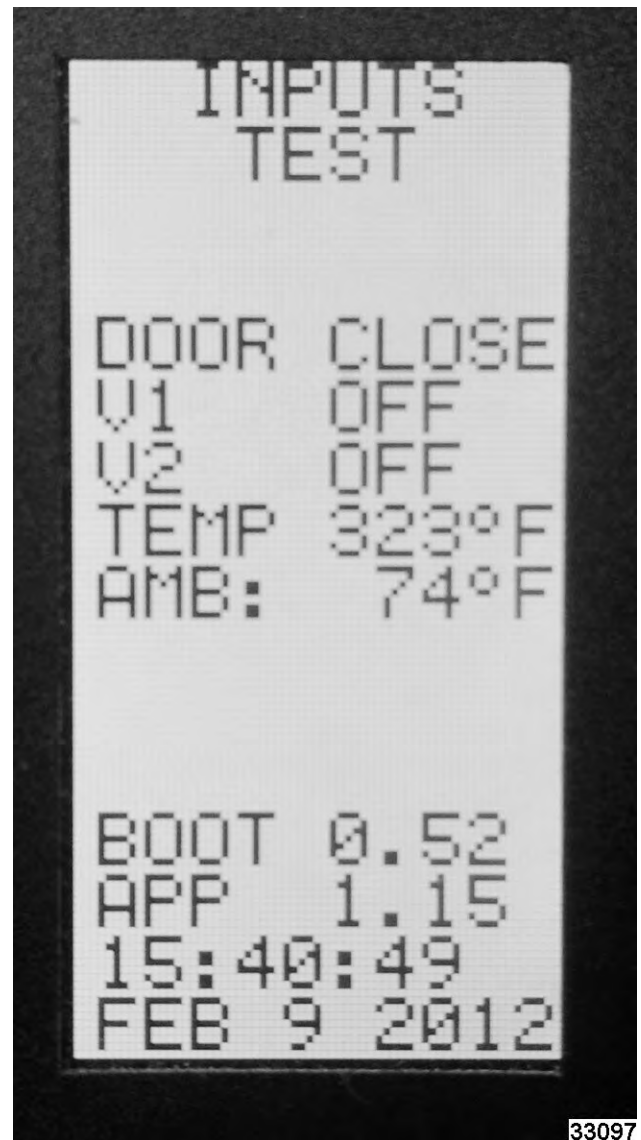 INPUTS
TEST
DOOR CLOSE
V1 OFF
V2 OFF
TEMP 323°F
AMB: 74°F
BOOT 0.52
APP 1.15
15:40:49
FEB 9 2012
33097